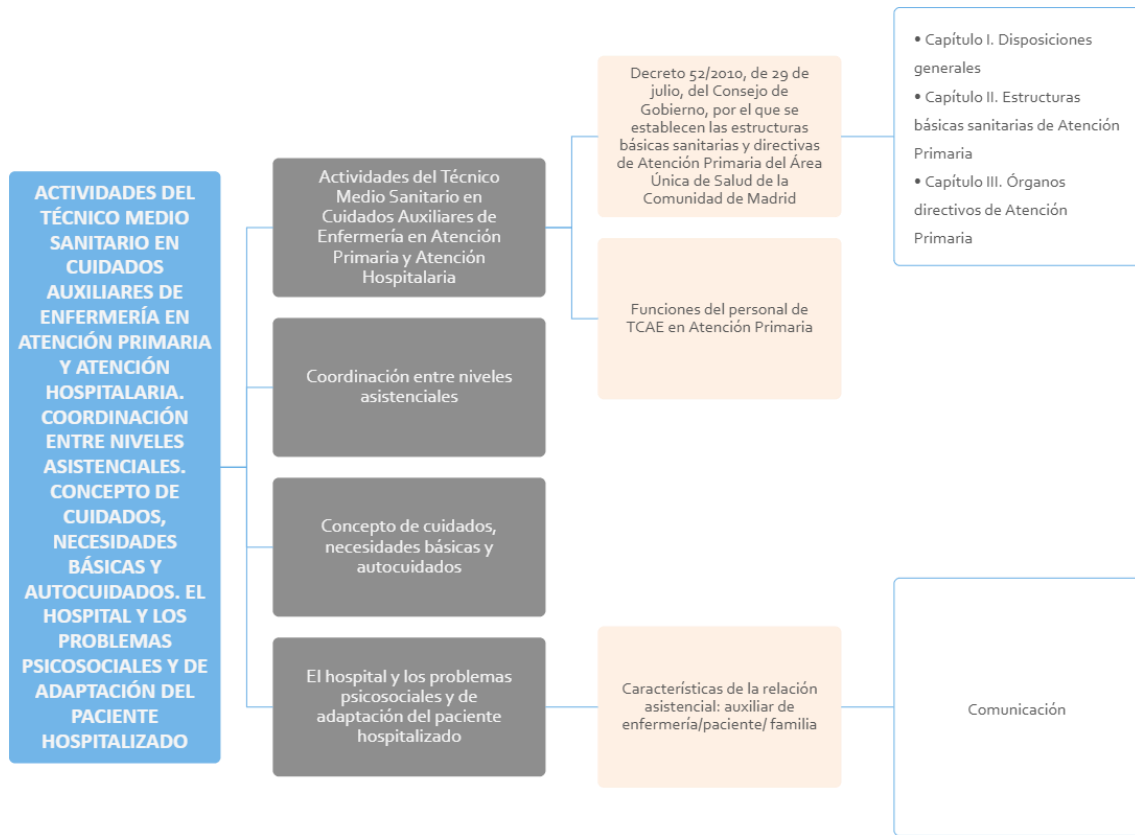 ACTIVIDADES DEL
TÉCNICO MEDIO
SANITARIO EN
CUIDADOS
AUXILIARES DE
ENFERMERÍA EN
ATENCIÓN PRIMARIA
Y ATENCIÓN
HOSPITALARIA.
COORDINACIÓN
ENTRE NIVELES
ASISTENCIALES.
CONCEPTO DE
CUIDADOS,
NECESIDADES
BÁSICAS Y
AUTOCUIDADOS. EL
HOSPITAL Y LOS
PROBLEMAS
PSICOSOCIALES Y DE
ADAPTACIÓN DEL
PACIENTE
HOSPITALIZADO
Actividades del Técnico
Medio Sanitario en
Cuidados Auxiliares de
Enfermería en Atención
Primaria y Atención
Hospitalaria
Decreto 52/2010, de 29 de
julio, del Consejo de
Gobierno, por el que se
establecen las estructuras
básicas sanitarias y directivas
de Atención Primaria del Área
Única de Salud de la
Comunidad de Madrid
• Capítulo I. Disposiciones
generales
• Capítulo II. Estructuras
básicas sanitarias de Atención
Primaria
• Capítulo III. Órganos
directivos de Atención
Primaria
Funciones del personal de
TCAE en Atención Primaria
Coordinación entre niveles
asistenciales
Concepto de cuidados,
necesidades básicas y
autocuidados
El hospital y los problemas
psicosociales y de
adaptación del paciente
hospitalizado
Características de la relación
asistencial: auxiliar de
enfermería/paciente/ familia
Comunicación